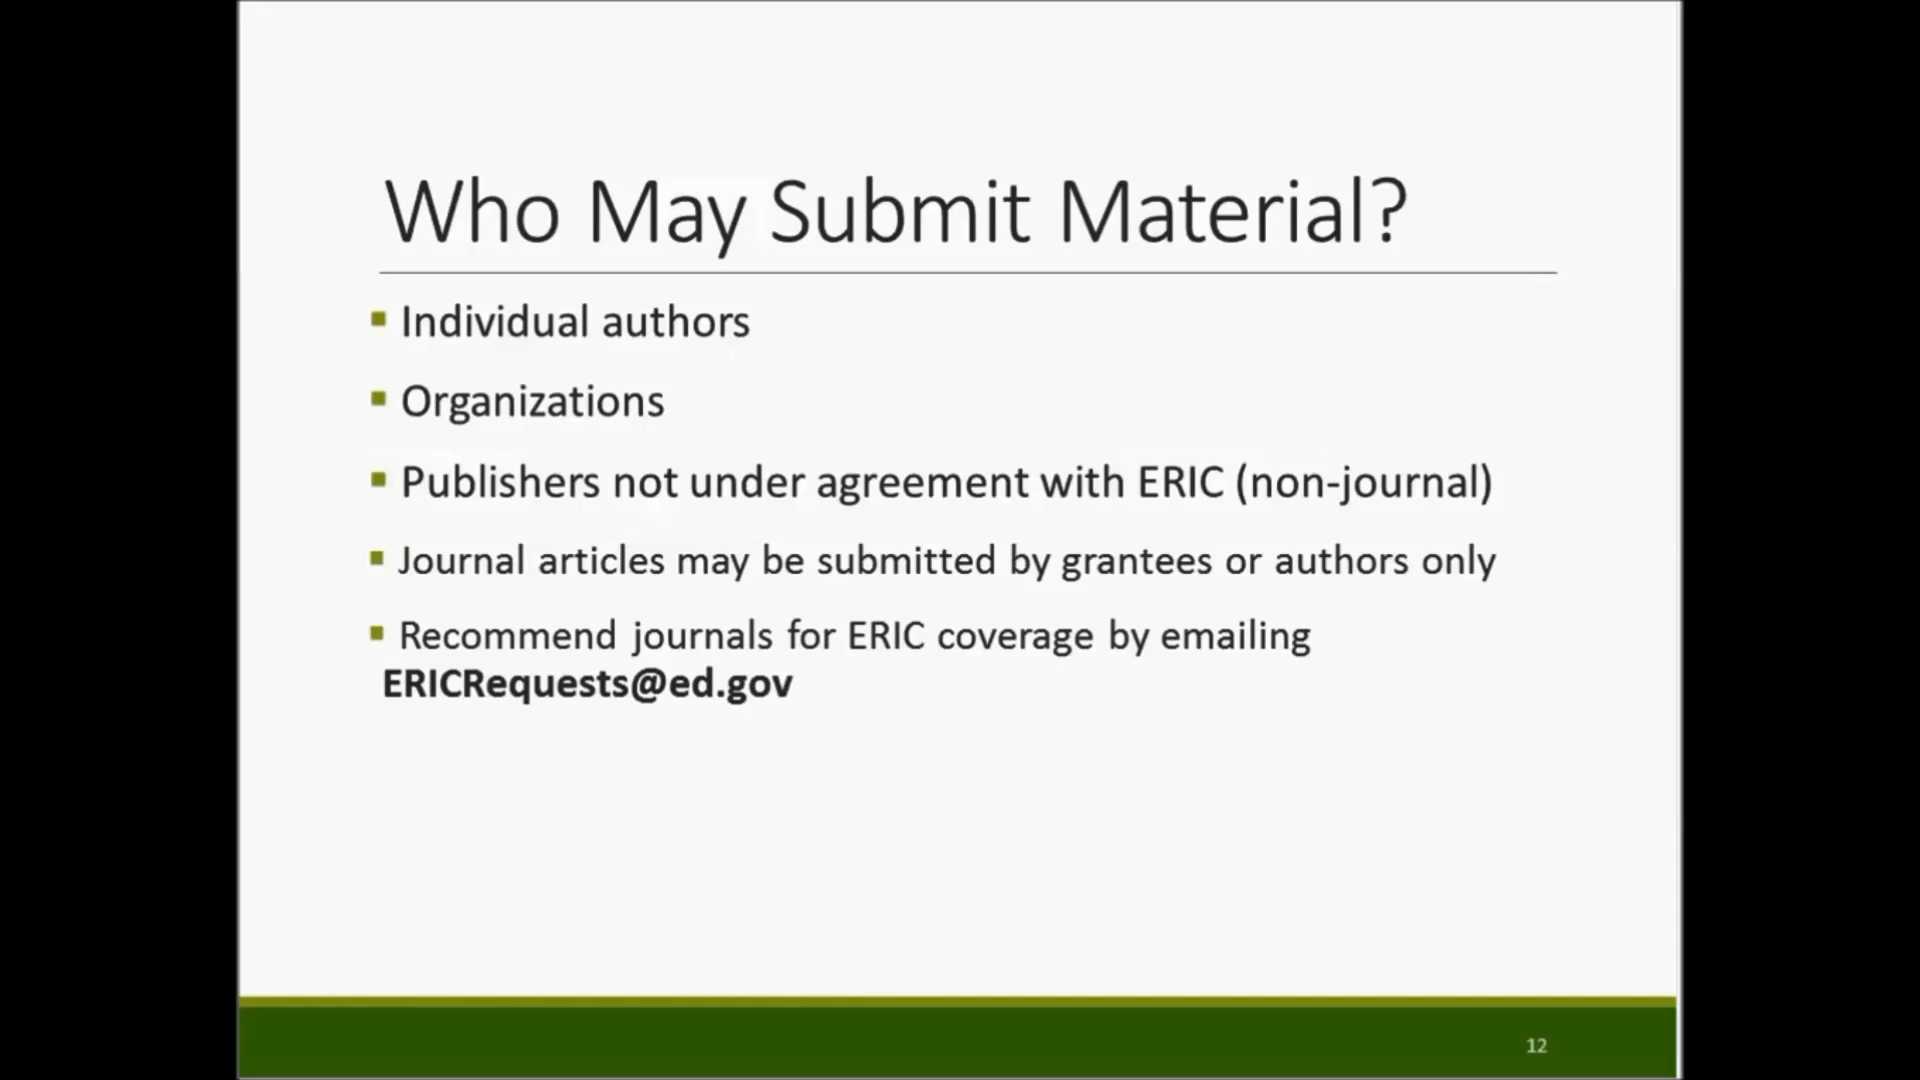 Who May Submit Material?
Individual authors
Organizations
Publishers not under agreement with ERIC (non-journal)
Journal articles may be submitted by grantees or authors only
Recommend journals for ERIC coverage by emailing
ERICRequests@ed.gov
12